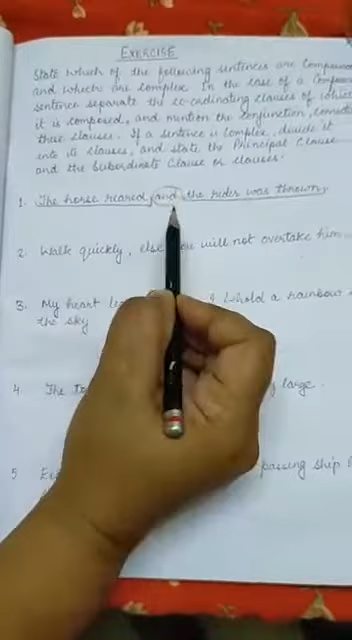 EXERCISE
State which of the following sentences are Compound
and which are complex. In the case of a Compound
sentence separate the co-ordinating clauses of which
it is composed, and mention the conjunction, connecting
these clauses. If a sentence is complex, divide it
into its clauses, and state the Principal Clause
and the Subordinate Clause or clauses.
1. The horse reared and the rider was thrown.
2. Walk quickly, else you will not overtake him.
3. My heart I behold a rainbow
the sky
4. The large.
5. passing ship